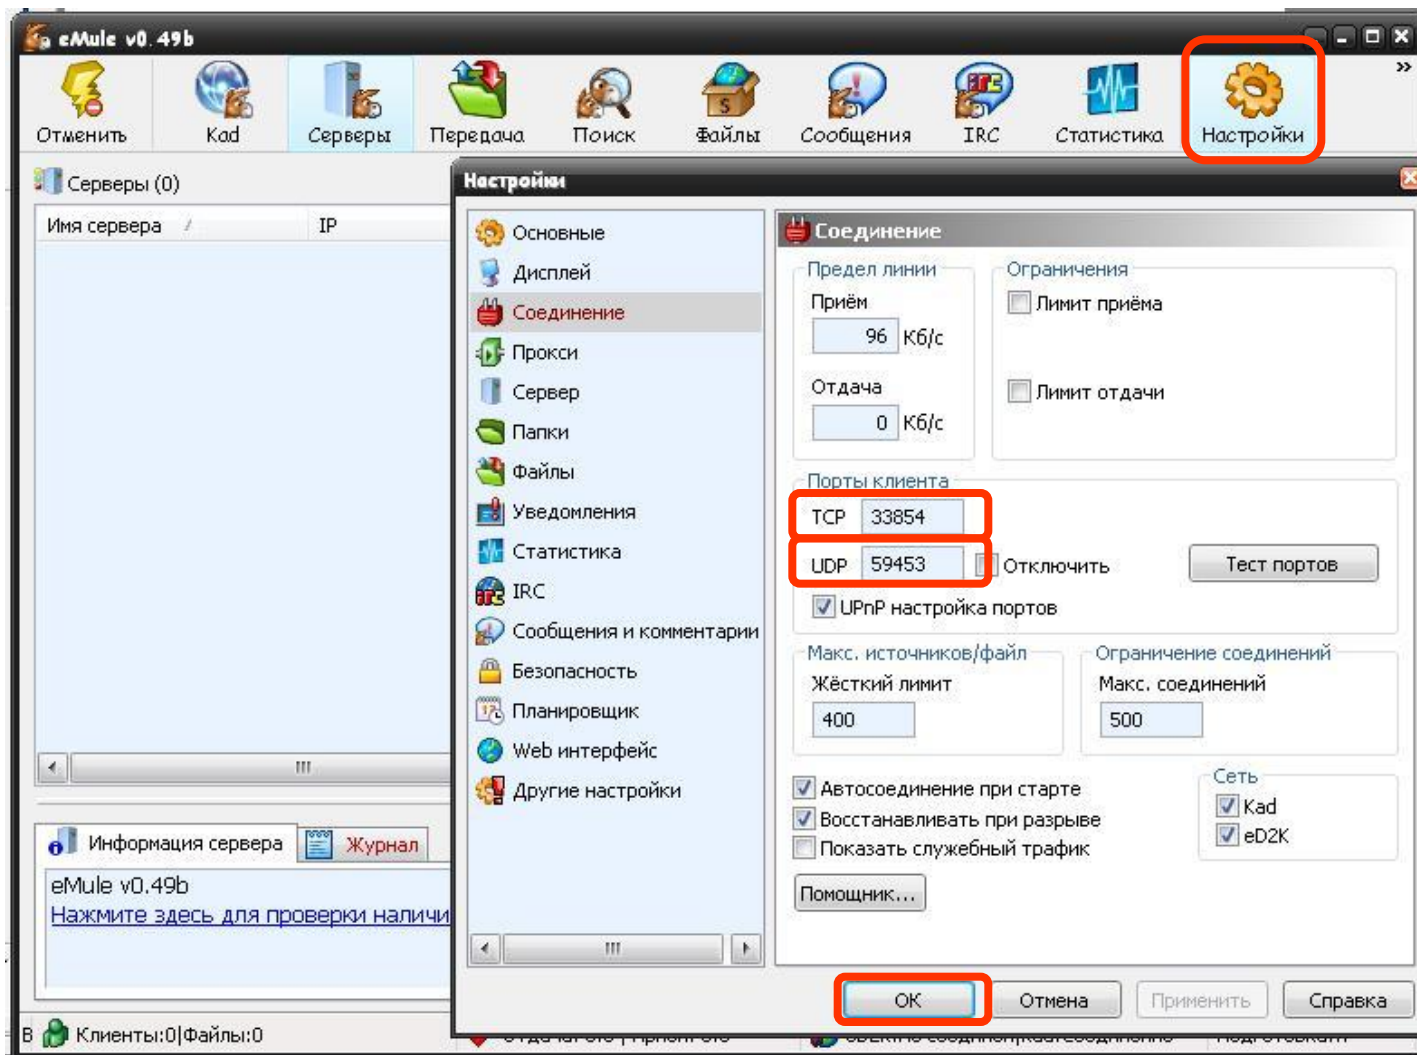 eMule v0.49b
Отменить Kad Серверы Передача Поиск Файлы Сообщения IRC Статистика Настройки »
Серверы (0)
Имя сервера IP
Настройки
Основные
Дисплей
Соединение
Прокси
Сервер
Папки
Файлы
Уведомления
Статистика
IRC
Сообщения и комментарии
Безопасность
Планировщик
Web интерфейс
Другие настройки
Соединение
Предел линии
Приём
96 Кб/с
Отдача
0 Кб/с
Ограничения
Лимит приёма
Лимит отдачи
Порты клиента
TCP 33854
UDP 59453 Отключить Тест портов
UPnP настройка портов
Макс. источников/файл
Жёсткий лимит
400
Ограничение соединений
Макс. соединений
500
Автосоединение при старте
Восстанавливать при разрыве
Показать служебный трафик
Сеть
Kad
eD2K
Помощник...
OK Отмена Применить Справка
Информация сервера Журнал
eMule v0.49b
Нажмите здесь для проверки наличи
В Клиенты:0|Файлы:0